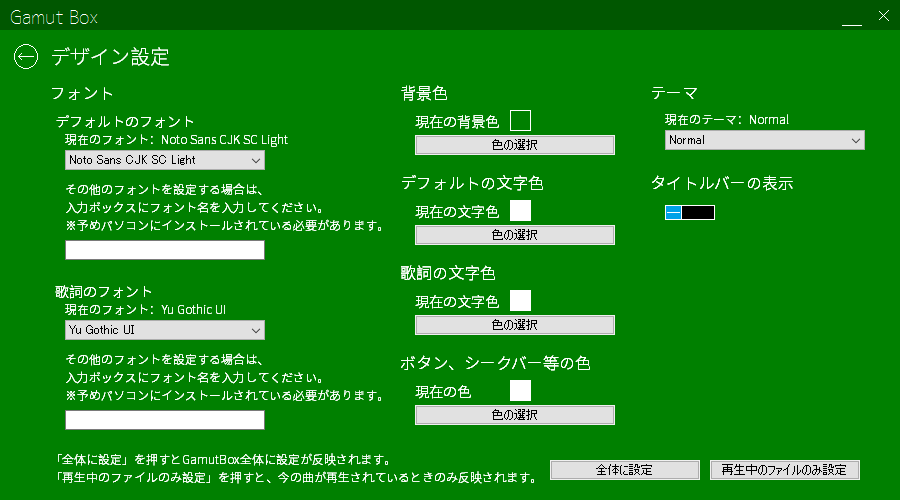 Gamut Box
デザイン設定
フォント
デフォルトのフォント
現在のフォント： Noto Sans CJK SC Light
Noto Sans CJK SC Light
その他のフォントを設定する場合は、
入力ボックスにフォント名を入力してください。
※予めパソコンにインストールされている必要があります。
歌詞のフォント
現在のフォント： Yu Gothic UI
Yu Gothic UI
その他のフォントを設定する場合は、
入力ボックスにフォント名を入力してください。
※予めパソコンにインストールされている必要があります。
背景色
現在の背景色
色の選択
デフォルトの文字色
現在の文字色
色の選択
歌詞の文字色
現在の文字色
色の選択
ボタン、シークバー等の色
現在の色
色の選択
テーマ
現在のテーマ： Normal
Normal
タイトルバーの表示
「全体に設定」を押すとGamutBox全体に設定が反映されます。
「再生中のファイルのみ設定」を押すと、今の曲が再生されているときのみ反映されます。
全体に設定
再生中のファイルのみ設定